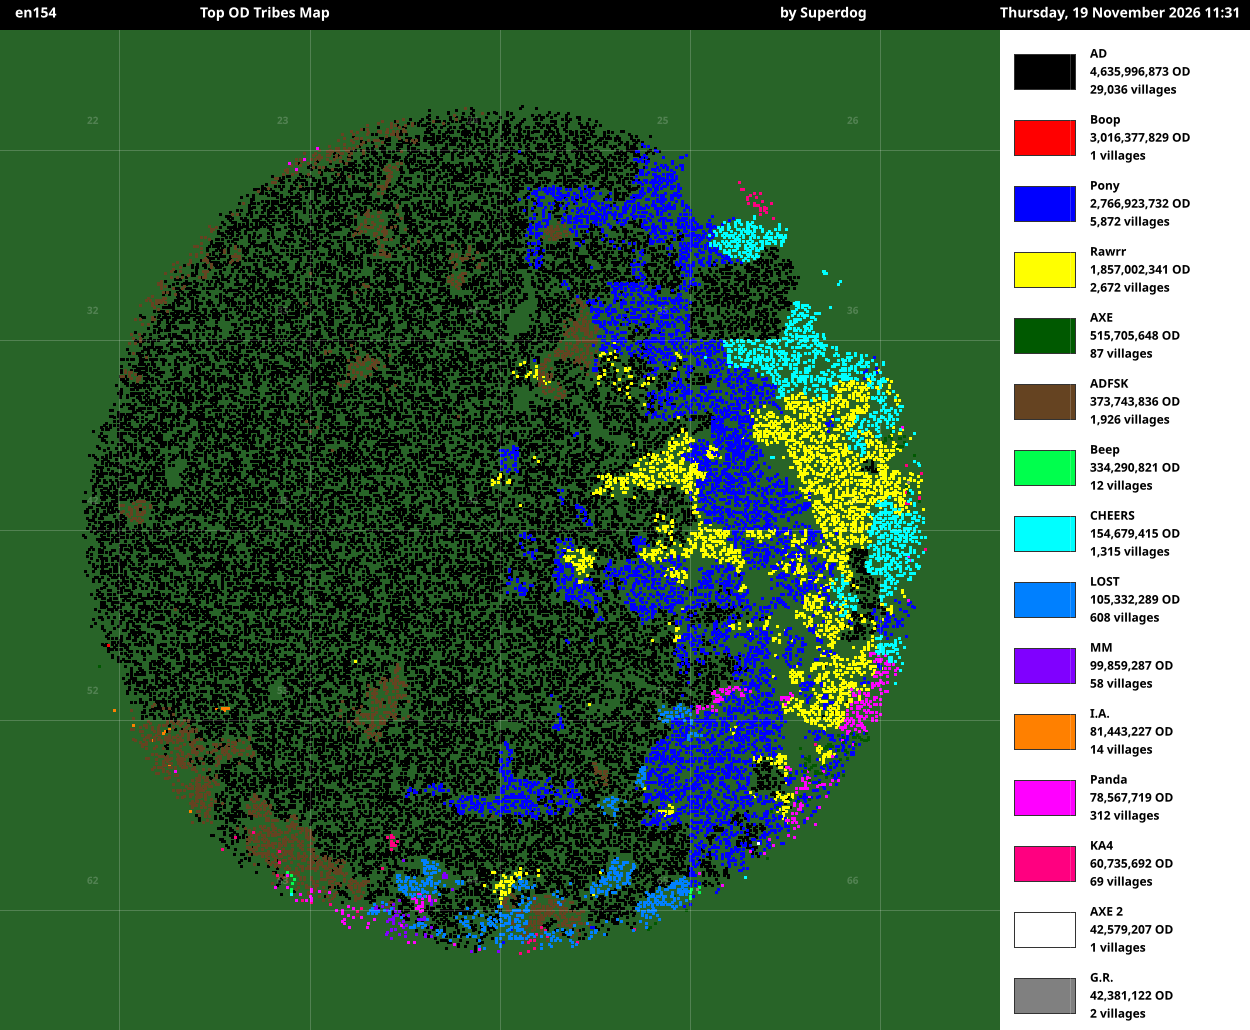 en154 Top OD Tribes Map by Superdog Thursday, 19 November 2026 11:31
22 23 25 26
32 36
52
62 66
AD
4,635,996,873 OD
29,036 villages
Boop
3,016,377,829 OD
1 villages
Pony
2,766,923,732 OD
5,872 villages
Rawrr
1,857,002,341 OD
2,672 villages
AXE
515,705,648 OD
87 villages
ADFSK
373,743,836 OD
1,926 villages
Beep
334,290,821 OD
12 villages
CHEERS
154,679,415 OD
1,315 villages
LOST
105,332,289 OD
608 villages
MM
99,859,287 OD
58 villages
I.A.
81,443,227 OD
14 villages
Panda
78,567,719 OD
312 villages
KA4
60,735,692 OD
69 villages
AXE 2
42,579,207 OD
1 villages
G.R.
42,381,122 OD
2 villages